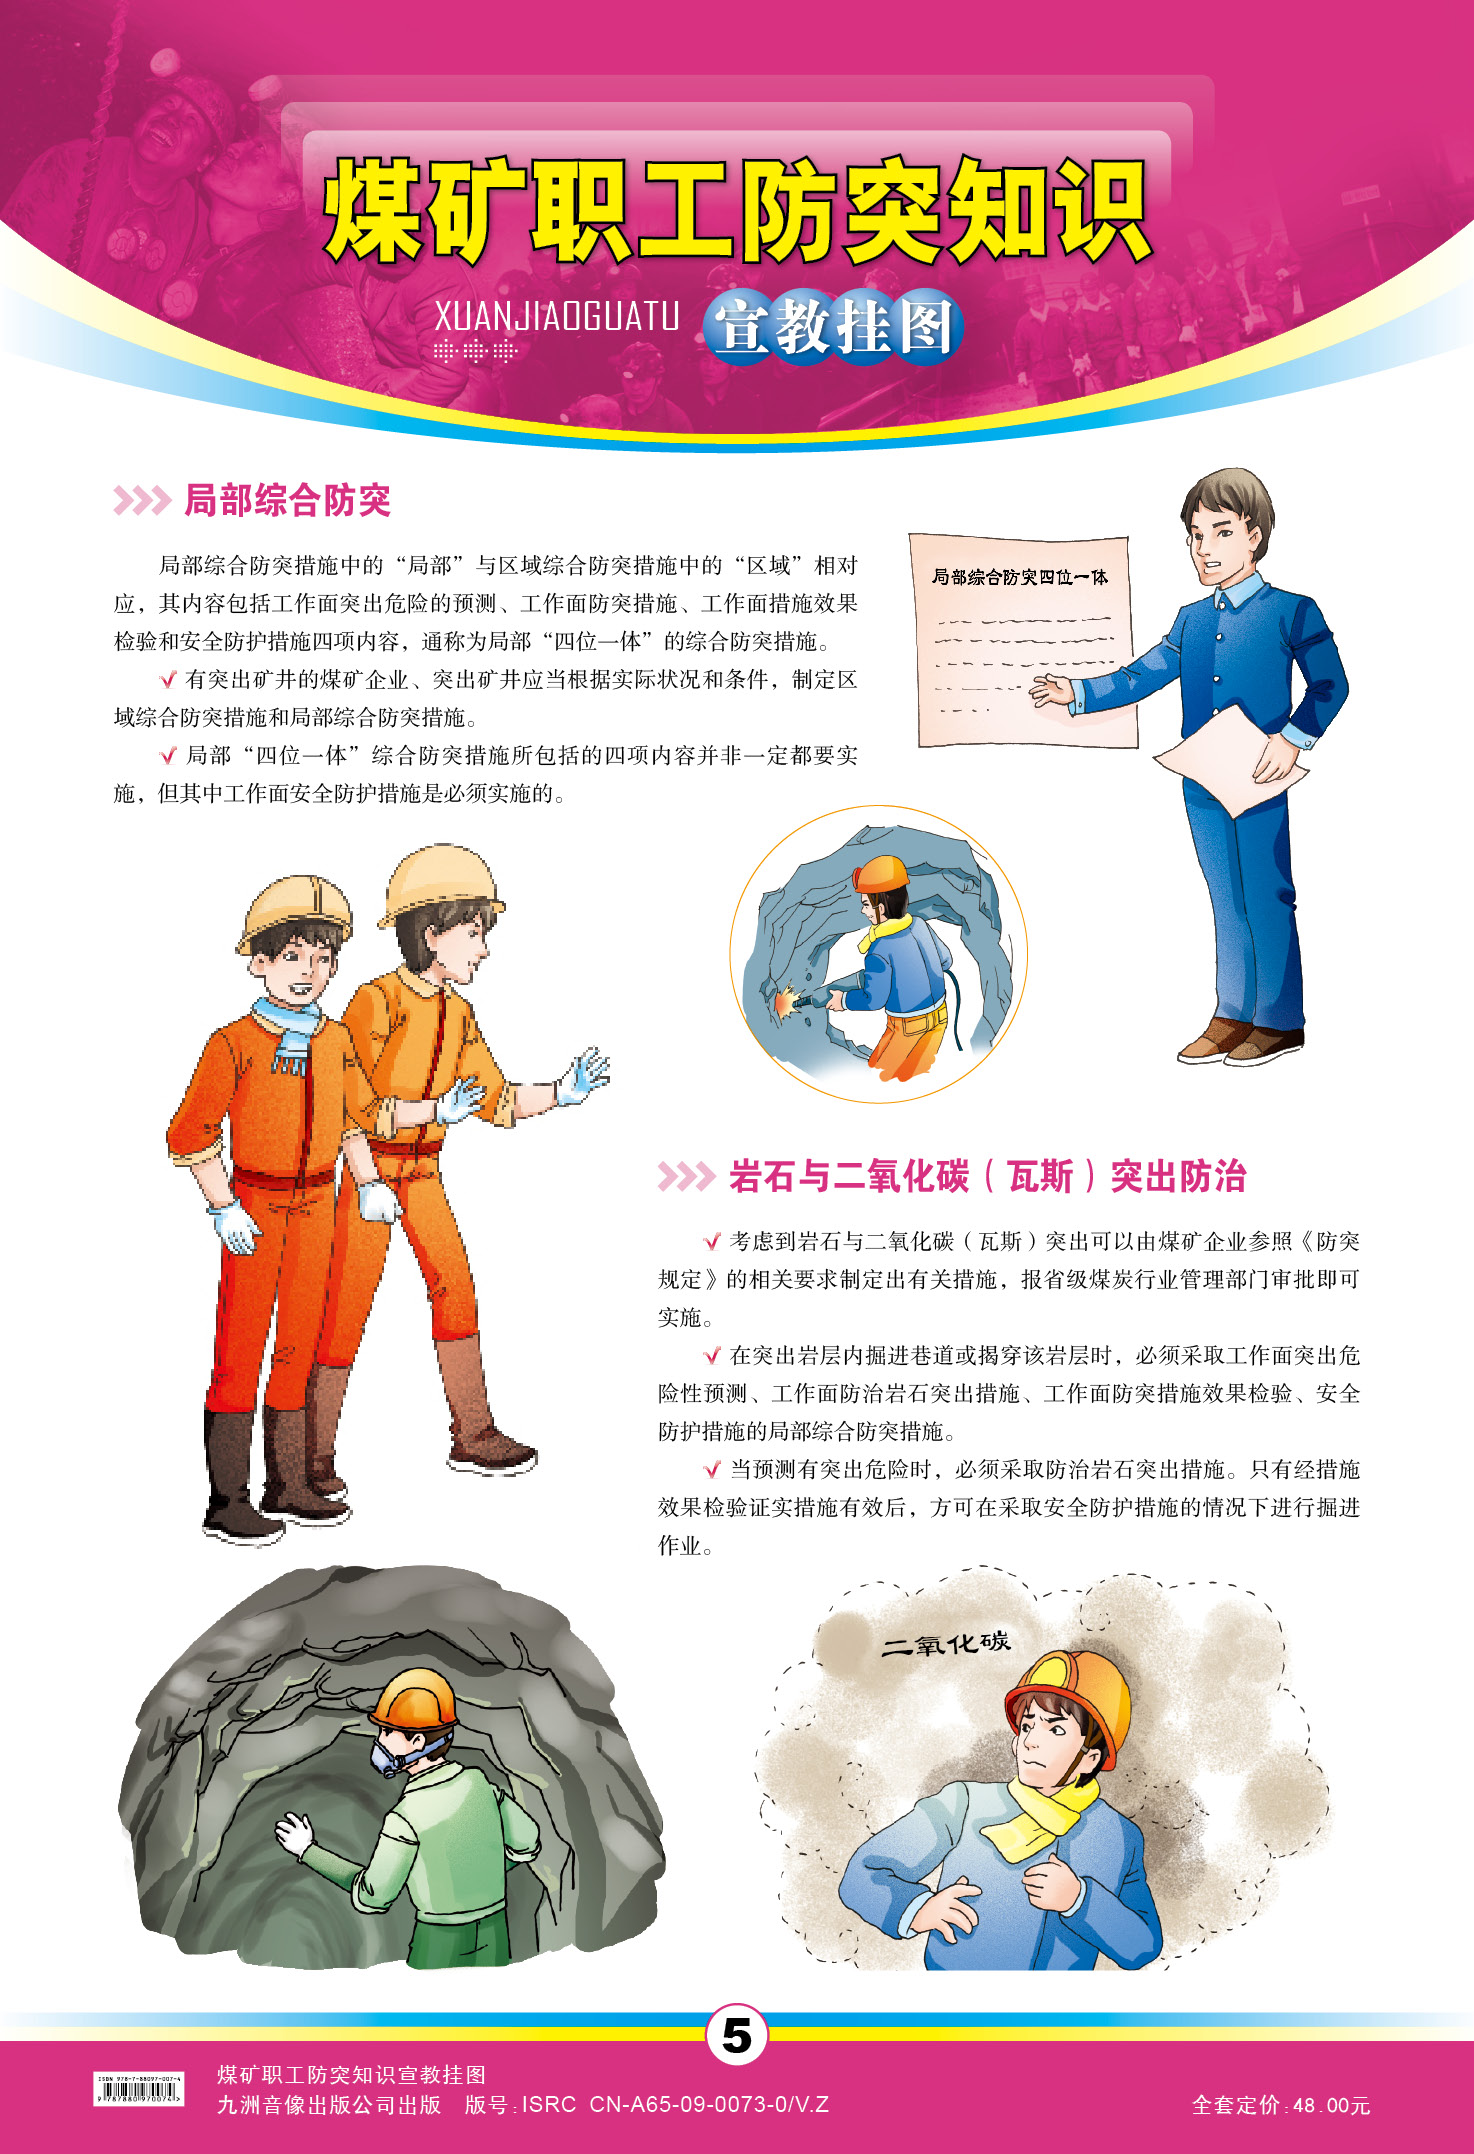 煤矿职工防突知识
XUANJIAOGUATU 宣教挂图
局部综合防突
局部综合防突措施中的“局部”与区域综合防突措施中的“区域”相对
应，其内容包括工作面突出危险的预测、工作面防突措施、工作面措施效果
检验和安全防护措施四项内容，通称为局部“四位一体”的综合防突措施。
有突出矿井的煤矿企业、突出矿井应当根据实际状况和条件，制定区
域综合防突措施和局部综合防突措施。
局部“四位一体”综合防突措施所包括的四项内容并非一定都要实
施，但其中工作面安全防护措施是必须实施的。
局部综合防突四位一体
岩石与二氧化碳（瓦斯）突出防治
考虑到岩石与二氧化碳（瓦斯）突出可以由煤矿企业参照《防突
规定》的相关要求制定出有关措施，报省级煤炭行业管理部门审批即可
实施。
在突出岩层内掘进巷道或揭穿该岩层时，必须采取工作面突出危
险性预测、工作面防治岩石突出措施、工作面防突措施效果检验、安全
防护措施的局部综合防突措施。
当预测有突出危险时，必须采取防治岩石突出措施。只有经措施
效果检验证实措施有效后，方可在采取安全防护措施的情况下进行掘进
作业。
二氧化碳
5
ISBN 978-7-88097-007-4
9 787880 970074 >
煤矿职工防突知识宣教挂图
九洲音像出版公司出版 版号:ISRC CN-A65-09-0073-0/V.Z
全套定价:48.00元